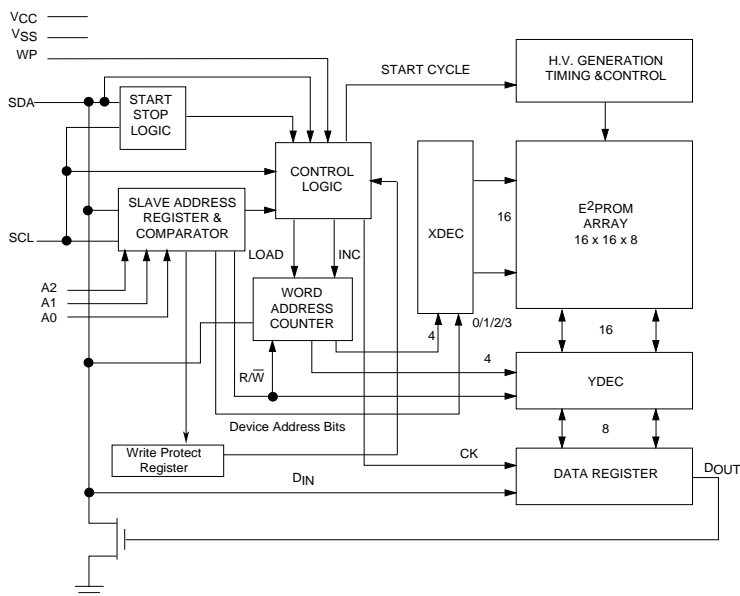 VCC
VSS
WP
SDA
START
STOP
LOGIC
START CYCLE
H.V. GENERATION
TIMING &CONTROL
CONTROL
LOGIC
SLAVE ADDRESS
REGISTER &
COMPARATOR
SCL
XDEC
16
E2PROM
ARRAY
16 x 16 x 8
LOAD
INC
A2
A1
A0
WORD
ADDRESS
COUNTER
0/1/2/3
4
16
R/W̅
4
YDEC
Device Address Bits
8
Write Protect
Register
CK
DIN
DATA REGISTER
DOUT